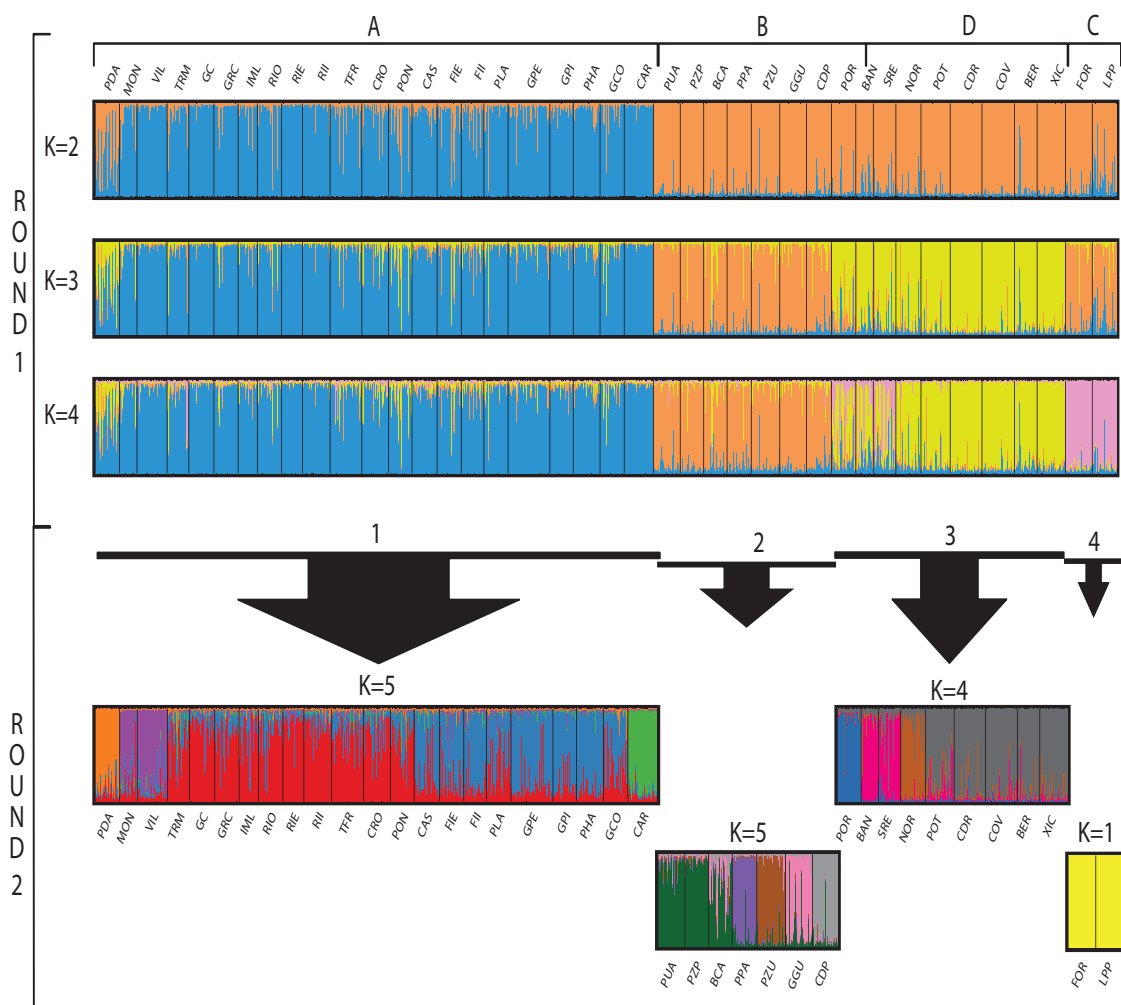 A B D C
PDA MON VIL TRM GC GRC IML RIO RIE RII TFR CRO PON CAS FIE FII PLA GPE GPI PHA GCO CAR PUA PZP BCA PPA PZU GGU CDP POR BAN SRE NOR POT CDR COV BER XIC FOR LPP
K=2
K=3
K=4
ROUND 1
1 2 3 4
K=5 K=4
PDA MON VIL TRM GC GRC IML RIO RIE RII TFR CRO PON CAS FIE FII PLA GPE GPI PHA GCO CAR
POR BAN SRE NOR POT CDR COV BER XIC
K=5 K=1
PUA PZP BCA PPA PZU GGU CDP
FOR LPP
ROUND 2